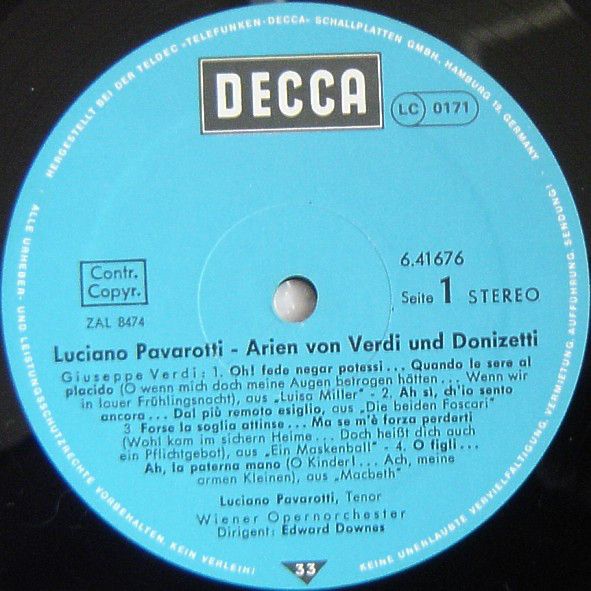 HERGESTELLT BEI DER TELDEC »TELEFUNKEN-DECCA« SCHALLPLATTEN GMBH, HAMBURG 19, GERMANY
DECCA
LC 0171
Contr.
Copyr.
ZAL 8474
6.41676
Seite 1 STEREO
Luciano Pavarotti - Arien von Verdi und Donizetti
Giuseppe Verdi: 1. Oh! fede negar potessi... Quando le sere al
placido (O wenn mich doch meine Augen betrogen hätten... Wenn wir
in lauer Frühlingsnacht), aus „Luisa Miller" - 2. Ah sì, ch'io sento
ancora... Dal più remoto esiglio, aus „Die beiden Foscari"
3 Forse la soglia attinse... Ma se m'è forza perderti
(Wohl kam im sichern Heime... Doch heißt dich auch
ein Pflichtgebot), aus „Ein Maskenball" - 4. O figli...
Ah, la paterna mano (O Kinder!... Ach, meine
armen Kleinen), aus „Macbeth"
Luciano Pavarotti, Tenor
Wiener Opernorchester
Dirigent: Edward Downes
33
ALLE URHEBER- UND LEISTUNGSSCHUTZRECHTE VORBEHALTEN. KEIN VERLEIH!
KEINE UNERLAUBTE VERVIELFÄLTIGUNG, VERMIETUNG, AUFFÜHRUNG, SENDUNG!